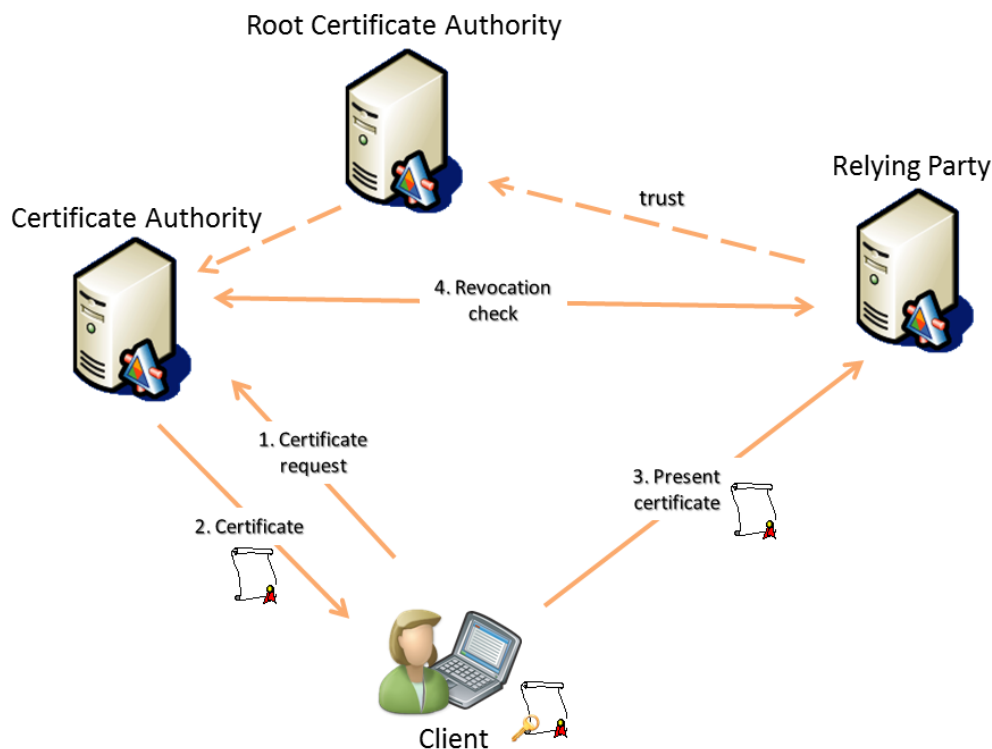 Root Certificate Authority
Relying Party
trust
Certificate Authority
4. Revocation
check
1. Certificate
request
3. Present
certificate
2. Certificate
Client